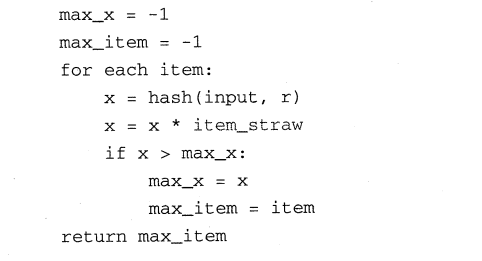 max_x = -1
max_item = -1
for each item:
    x = hash(input, r)
    x = x * item_straw
    if x > max_x:
        max_x = x
        max_item = item
return max_item